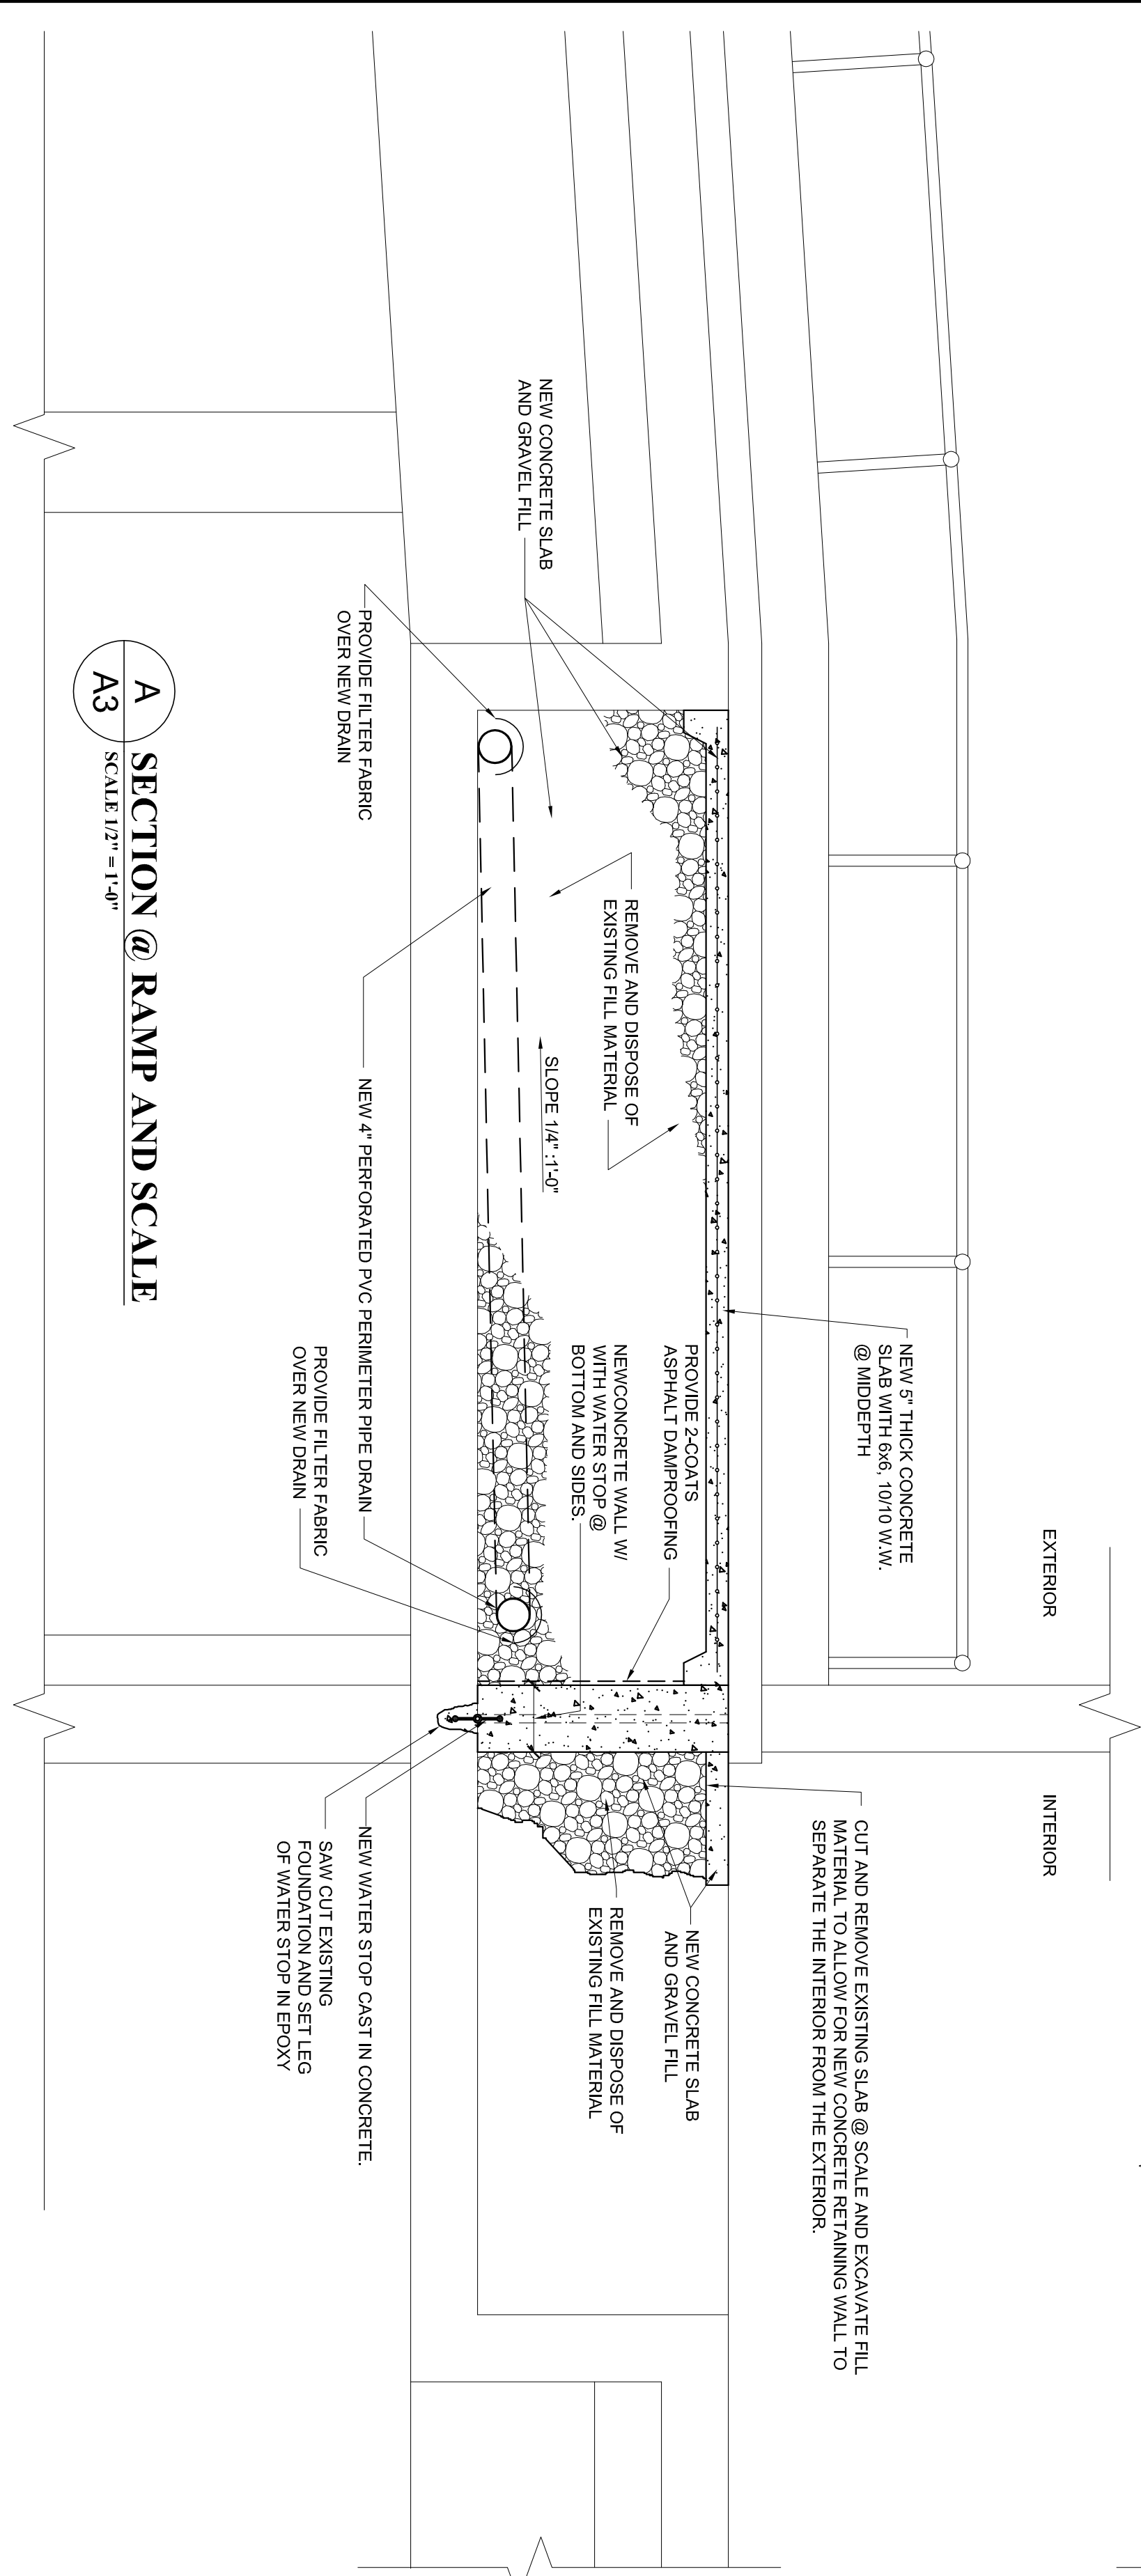 EXTERIOR
INTERIOR
NEW 5" THICK CONCRETE
SLAB WITH 6x6, 10/10 W.W.
@ MIDDEPTH
CUT AND REMOVE EXISTING SLAB @ SCALE AND EXCAVATE FILL
MATERIAL TO ALLOW FOR NEW CONCRETE RETAINING WALL TO
SEPARATE THE INTERIOR FROM THE EXTERIOR.
NEW CONCRETE SLAB
AND GRAVEL FILL
REMOVE AND DISPOSE OF
EXISTING FILL MATERIAL
SLOPE 1/4" :1'-0"
PROVIDE 2-COATS
ASPHALT DAMPROOFING
NEWCONCRETE WALL W/
WITH WATER STOP @
BOTTOM AND SIDES.
NEW CONCRETE SLAB
AND GRAVEL FILL
REMOVE AND DISPOSE OF
EXISTING FILL MATERIAL
PROVIDE FILTER FABRIC
OVER NEW DRAIN
NEW 4" PERFORATED PVC PERIMETER PIPE DRAIN
PROVIDE FILTER FABRIC
OVER NEW DRAIN
NEW WATER STOP CAST IN CONCRETE.
SAW CUT EXISTING
FOUNDATION AND SET LEG
OF WATER STOP IN EPOXY
A
A3
SECTION @ RAMP AND SCALE
SCALE 1/2" = 1'-0"